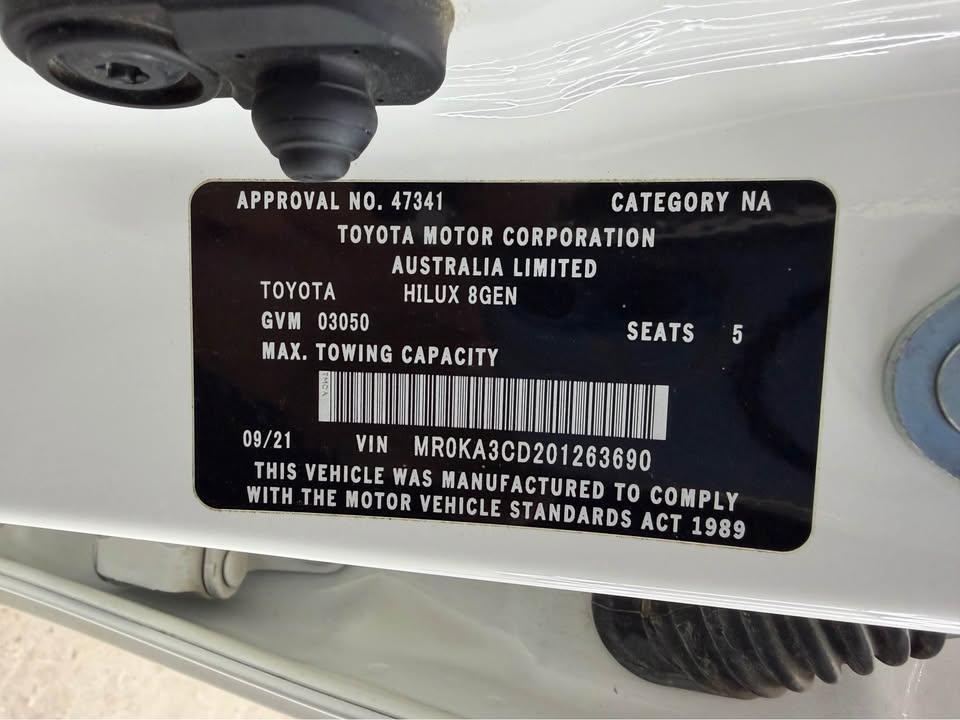 APPROVAL NO. 47341 CATEGORY NA
TOYOTA MOTOR CORPORATION
AUSTRALIA LIMITED
TOYOTA HILUX 8GEN
GVM 03050 SEATS 5
MAX. TOWING CAPACITY
TMCA
09/21 VIN MR0KA3CD201263690
THIS VEHICLE WAS MANUFACTURED TO COMPLY
WITH THE MOTOR VEHICLE STANDARDS ACT 1989